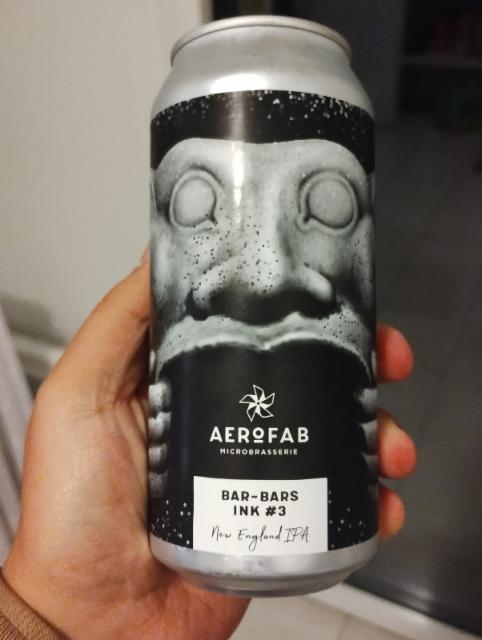 AEROFAB
MICROBRASSERIE
BAR-BARS
INK #3
New England IPA